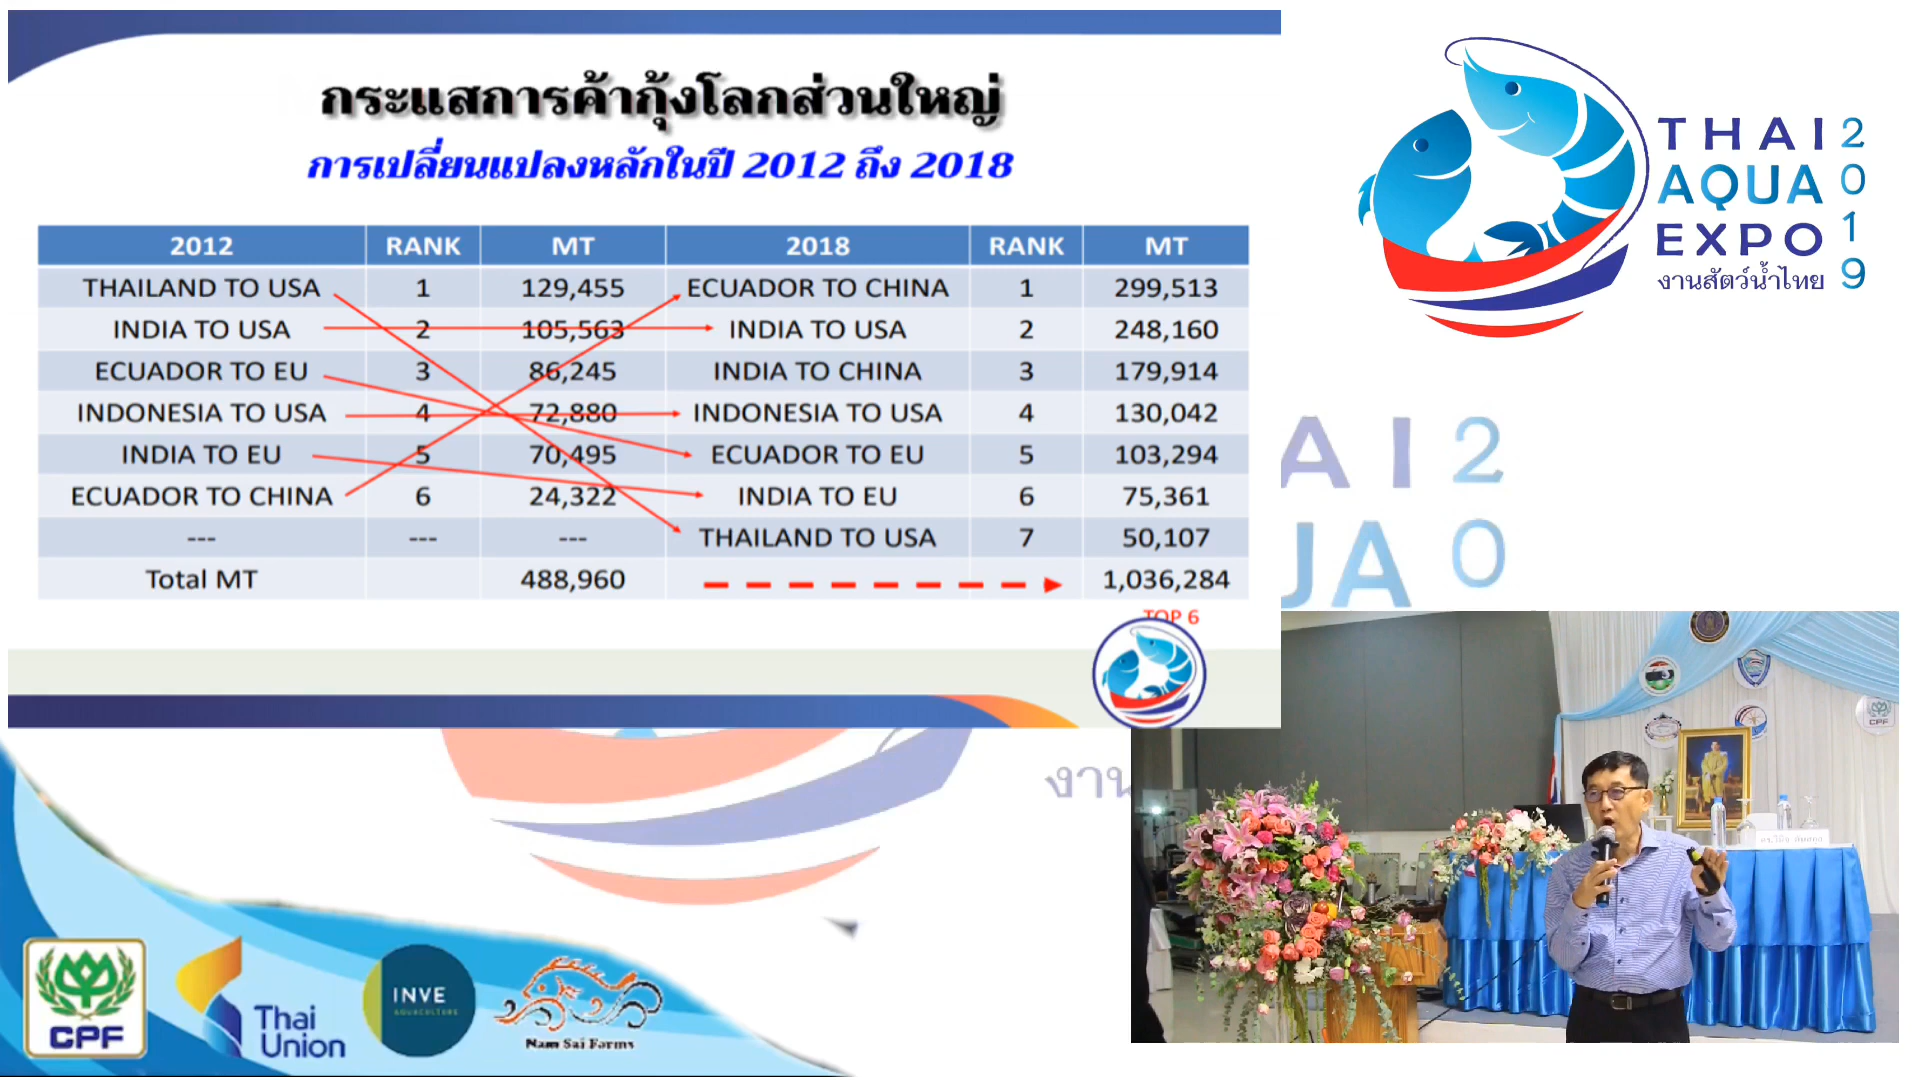 กระแสการค้ากุ้งโลกส่วนใหญ่
การเปลี่ยนแปลงหลักในปี 2012 ถึง 2018
2012 RANK MT 2018 RANK MT
THAILAND TO USA 1 129,455 ECUADOR TO CHINA 1 299,513
INDIA TO USA 2 105,563 INDIA TO USA 2 248,160
ECUADOR TO EU 3 86,245 INDIA TO CHINA 3 179,914
INDONESIA TO USA 4 72,880 INDONESIA TO USA 4 130,042
INDIA TO EU 5 70,495 ECUADOR TO EU 5 103,294
ECUADOR TO CHINA 6 24,322 INDIA TO EU 6 75,361
--- --- --- THAILAND TO USA 7 50,107
Total MT 488,960 1,036,284
TOP 6
THAI
AQUA
EXPO
2019
งานสัตว์น้ำไทย
AI 2
UA 0
งาน
CPF
CPF
Thai
Union
INVE
AQUACULTURE
Nam Sai Farms